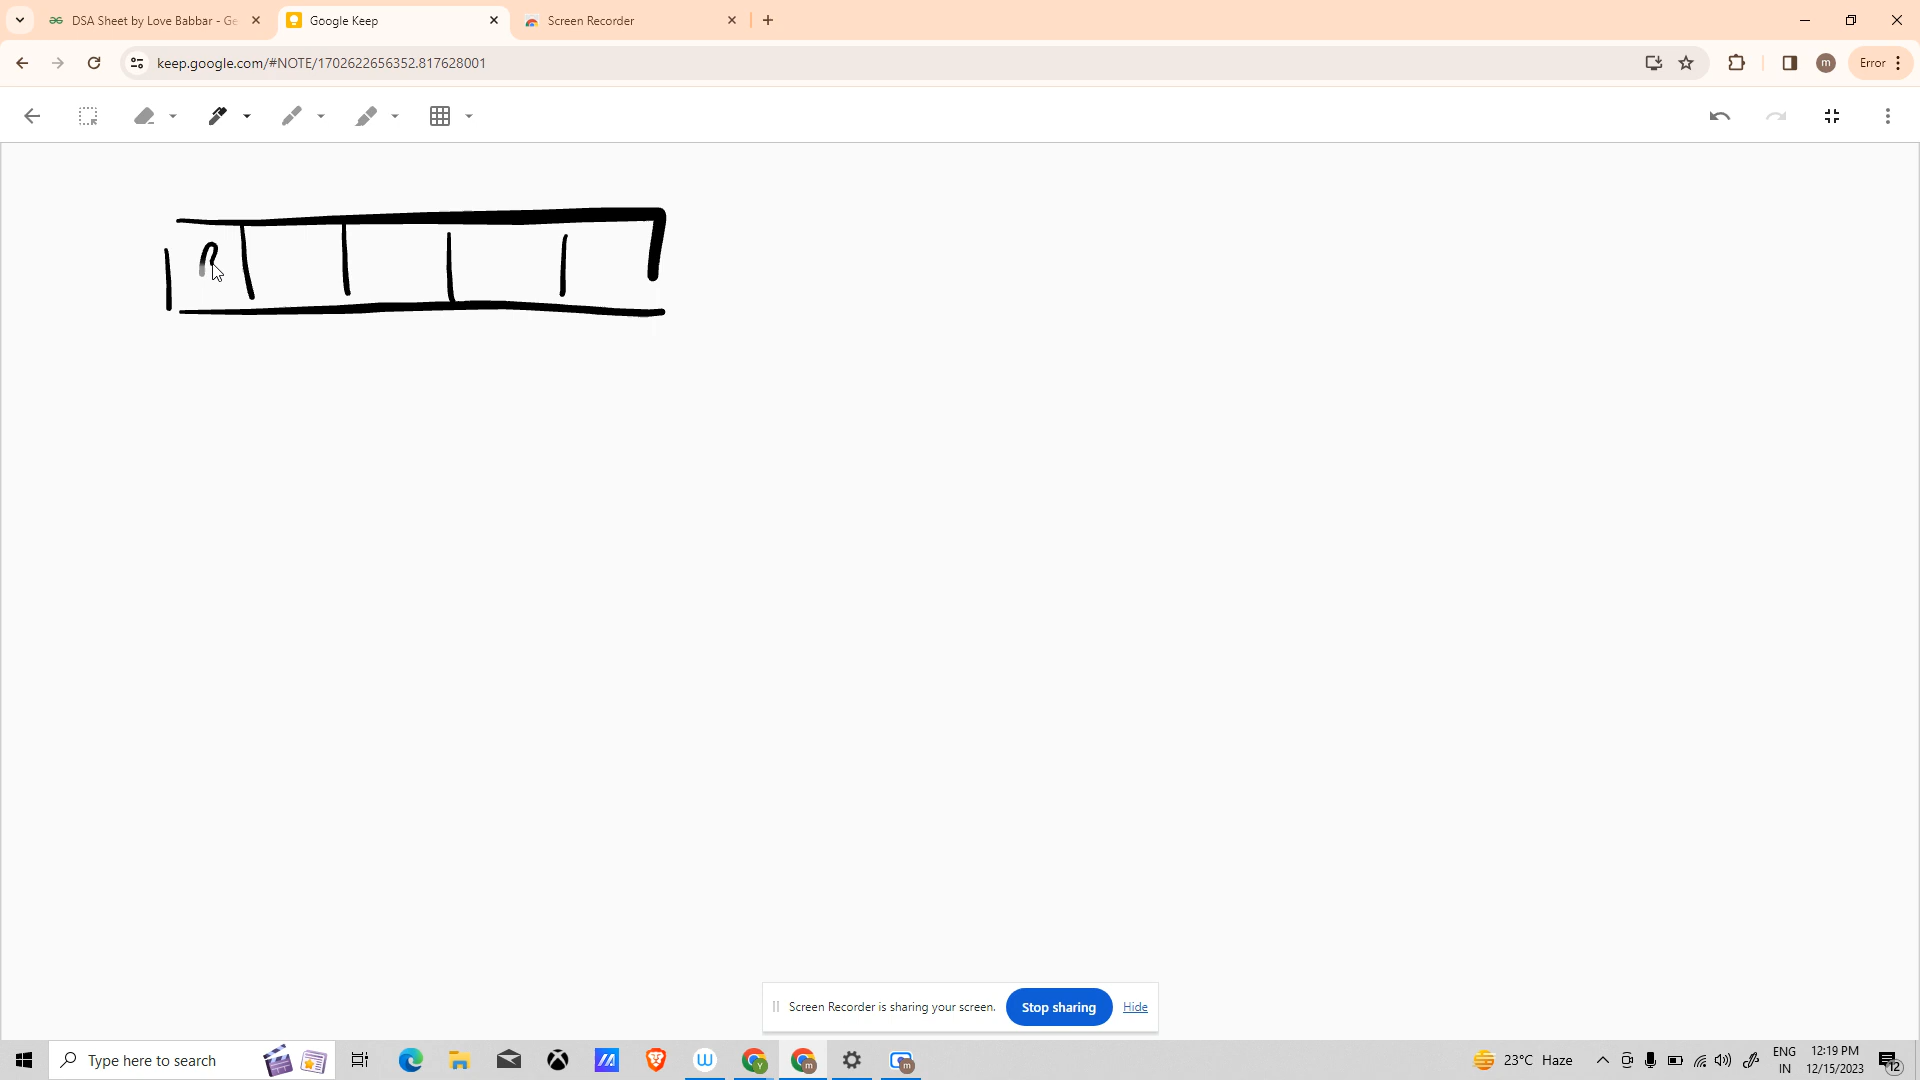 DSA Sheet by Love Babbar - Ge
Google Keep
Screen Recorder
keep.google.com/#NOTE/1702622656352.817628001
m
Error
Screen Recorder is sharing your screen.
Stop sharing
Hide
Type here to search
23°C Haze
ENG
IN
12:19 PM
12/15/2023
12